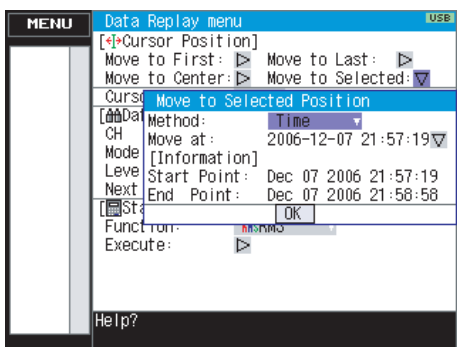 MENU
Data Replay menu
USB
[Cursor Position]
Move to First: Move to Last:
Move to Center: Move to Selected:
Move to Selected Position
Method: Time
CH
Move at: 2006-12-07 21:57:19
Mode
[Information]
Start Point: Dec 07 2006 21:57:19
Next
End Point: Dec 07 2006 21:58:58
OK
Function: RMS
Execute:
Help?